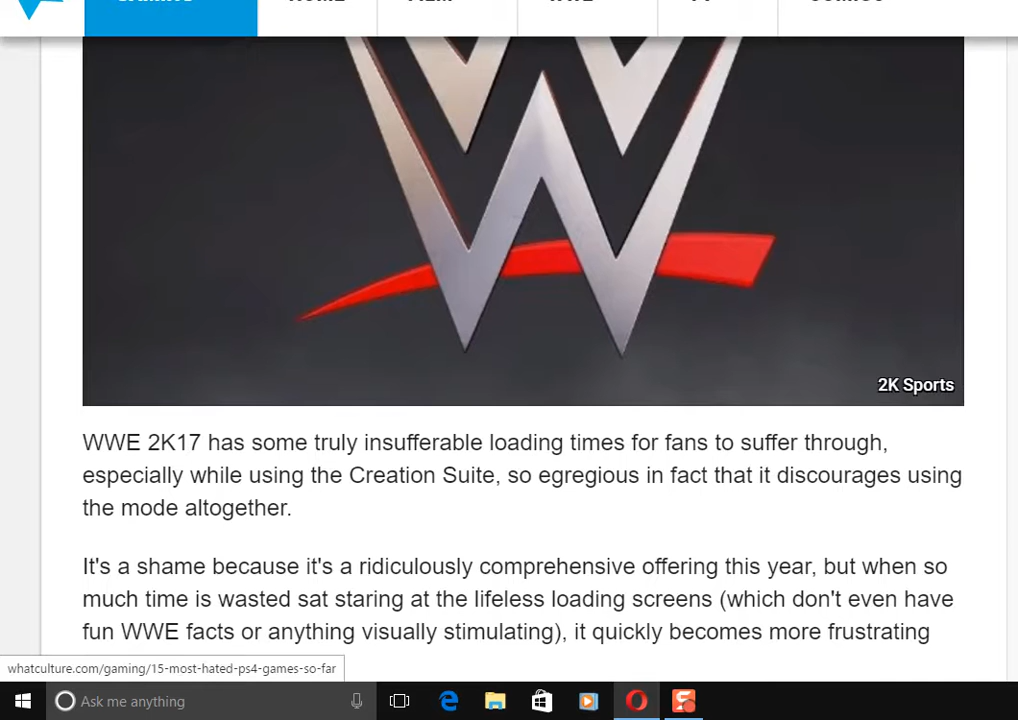 2K Sports
WWE 2K17 has some truly insufferable loading times for fans to suffer through,
especially while using the Creation Suite, so egregious in fact that it discourages using
the mode altogether.
It's a shame because it's a ridiculously comprehensive offering this year, but when so
much time is wasted sat staring at the lifeless loading screens (which don't even have
fun WWE facts or anything visually stimulating), it quickly becomes more frustrating
whatculture.com/gaming/15-most-hated-ps4-games-so-far
Ask me anything